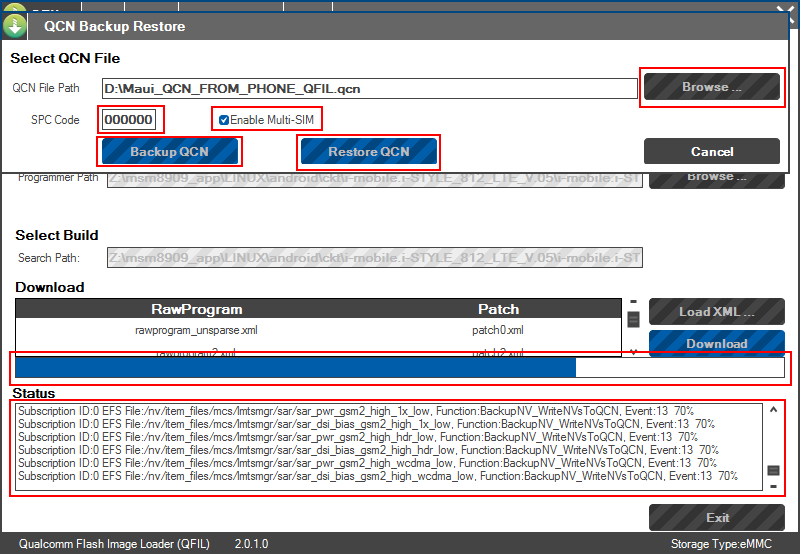 QCN Backup Restore
Select QCN File
QCN File Path D:\Maui_QCN_FROM_PHONE_QFIL.qcn Browse ...
SPC Code 000000 Enable Multi-SIM
Backup QCN Restore QCN Cancel
Programmer Path Z:\msm8909_app\LINUX\android\ckt\i-mobile.i-STYLE_812_LTE_V.05\i-mobile.i-ST Browse ...
Select Build
Search Path: Z:\msm8909_app\LINUX\android\ckt\i-mobile.i-STYLE_812_LTE_V.05\i-mobile.i-ST
Download
RawProgram Patch Load XML ...
rawprogram_unsparse.xml patch0.xml
rawprogram2.xml patch2.xml Download
Status
Subscription ID:0 EFS File:/nv/item_files/mcs/lmtsmgr/sar/sar_pwr_gsm2_high_1x_low, Function:BackupNV_WriteNVsToQCN, Event:13 70%
Subscription ID:0 EFS File:/nv/item_files/mcs/lmtsmgr/sar/sar_dsi_bias_gsm2_high_1x_low, Function:BackupNV_WriteNVsToQCN, Event:13 70%
Subscription ID:0 EFS File:/nv/item_files/mcs/lmtsmgr/sar/sar_pwr_gsm2_high_hdr_low, Function:BackupNV_WriteNVsToQCN, Event:13 70%
Subscription ID:0 EFS File:/nv/item_files/mcs/lmtsmgr/sar/sar_dsi_bias_gsm2_high_hdr_low, Function:BackupNV_WriteNVsToQCN, Event:13 70%
Subscription ID:0 EFS File:/nv/item_files/mcs/lmtsmgr/sar/sar_pwr_gsm2_high_wcdma_low, Function:BackupNV_WriteNVsToQCN, Event:13 70%
Subscription ID:0 EFS File:/nv/item_files/mcs/lmtsmgr/sar/sar_dsi_bias_gsm2_high_wcdma_low, Function:BackupNV_WriteNVsToQCN, Event:13 70%
Exit
Qualcomm Flash Image Loader (QFIL) 2.0.1.0 Storage Type:eMMC